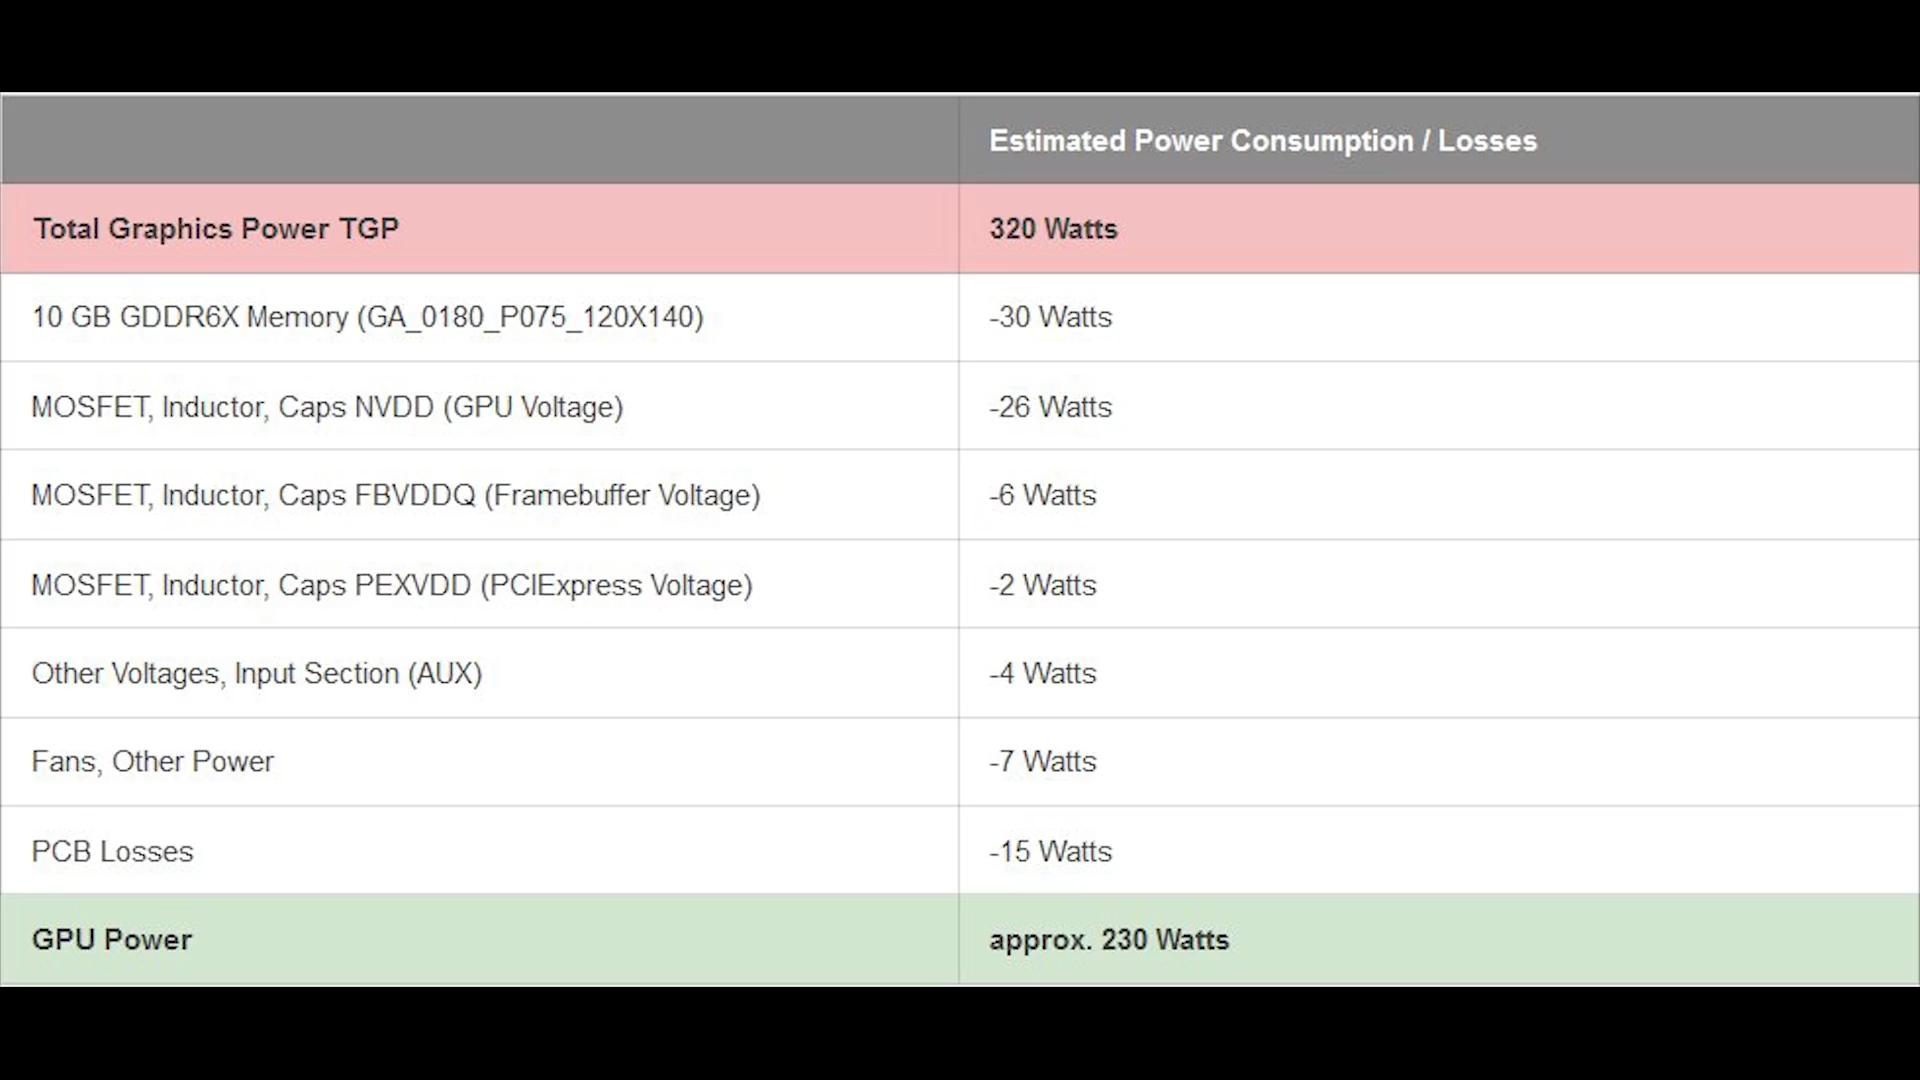 Estimated Power Consumption / Losses
Total Graphics Power TGP 320 Watts
10 GB GDDR6X Memory (GA_0180_P075_120X140) -30 Watts
MOSFET, Inductor, Caps NVDD (GPU Voltage) -26 Watts
MOSFET, Inductor, Caps FBVDDQ (Framebuffer Voltage) -6 Watts
MOSFET, Inductor, Caps PEXVDD (PCIExpress Voltage) -2 Watts
Other Voltages, Input Section (AUX) -4 Watts
Fans, Other Power -7 Watts
PCB Losses -15 Watts
GPU Power approx. 230 Watts